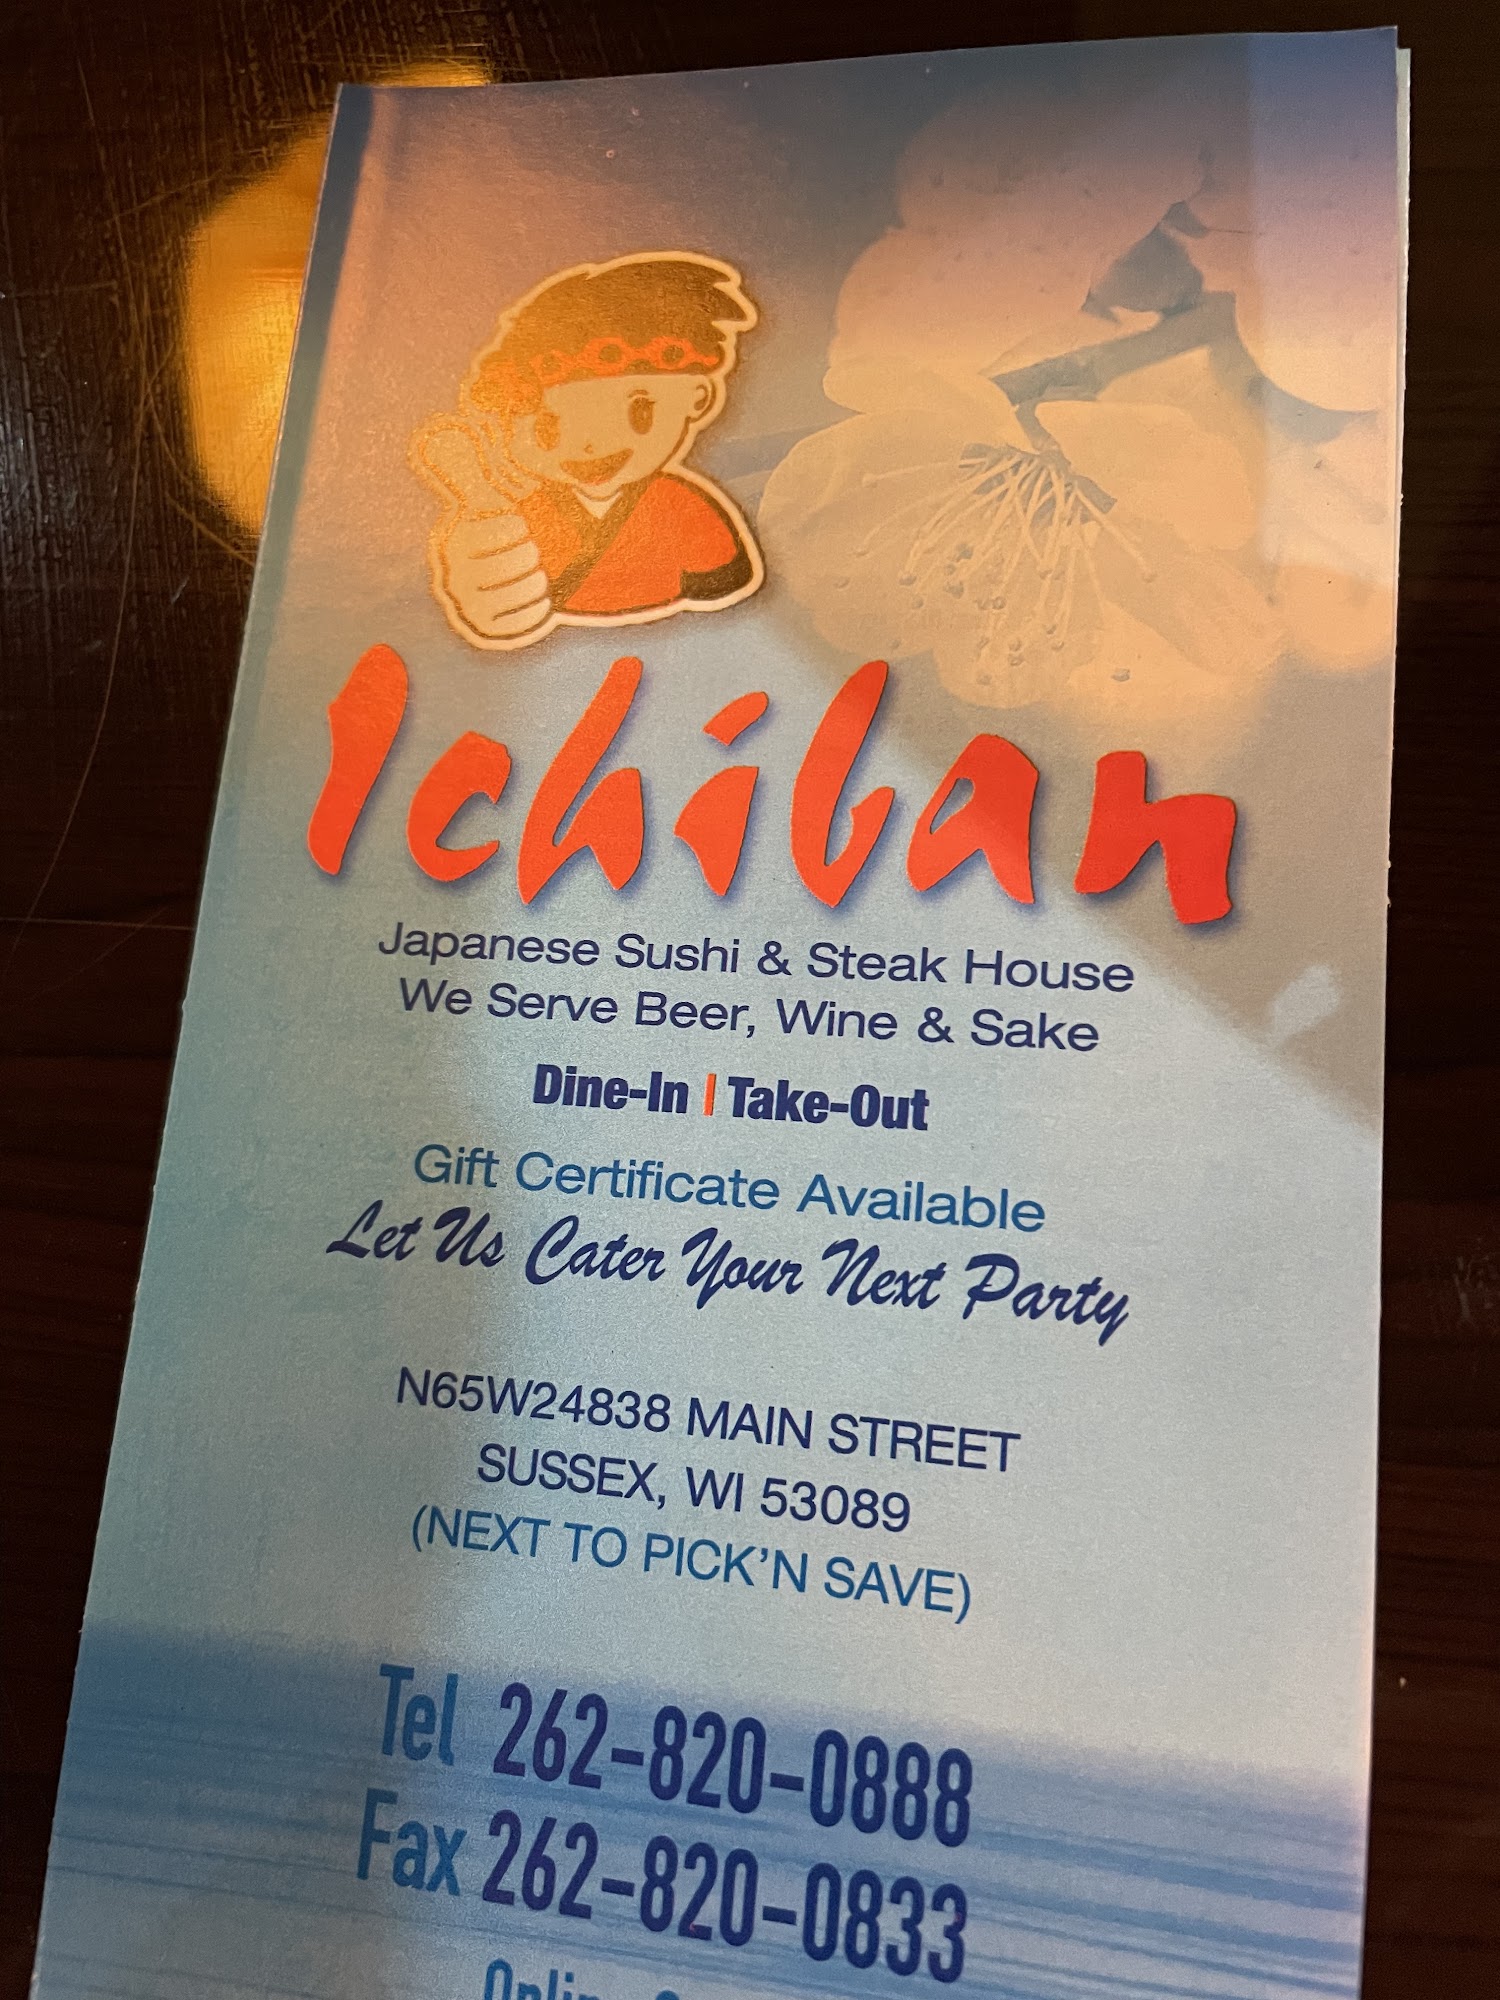 Ichiban
Japanese Sushi & Steak House
We Serve Beer, Wine & Sake
Dine-In | Take-Out
Gift Certificate Available
Let Us Cater Your Next Party
N65W24838 MAIN STREET
SUSSEX, WI 53089
(NEXT TO PICK'N SAVE)
Tel 262-820-0888
Fax 262-820-0833